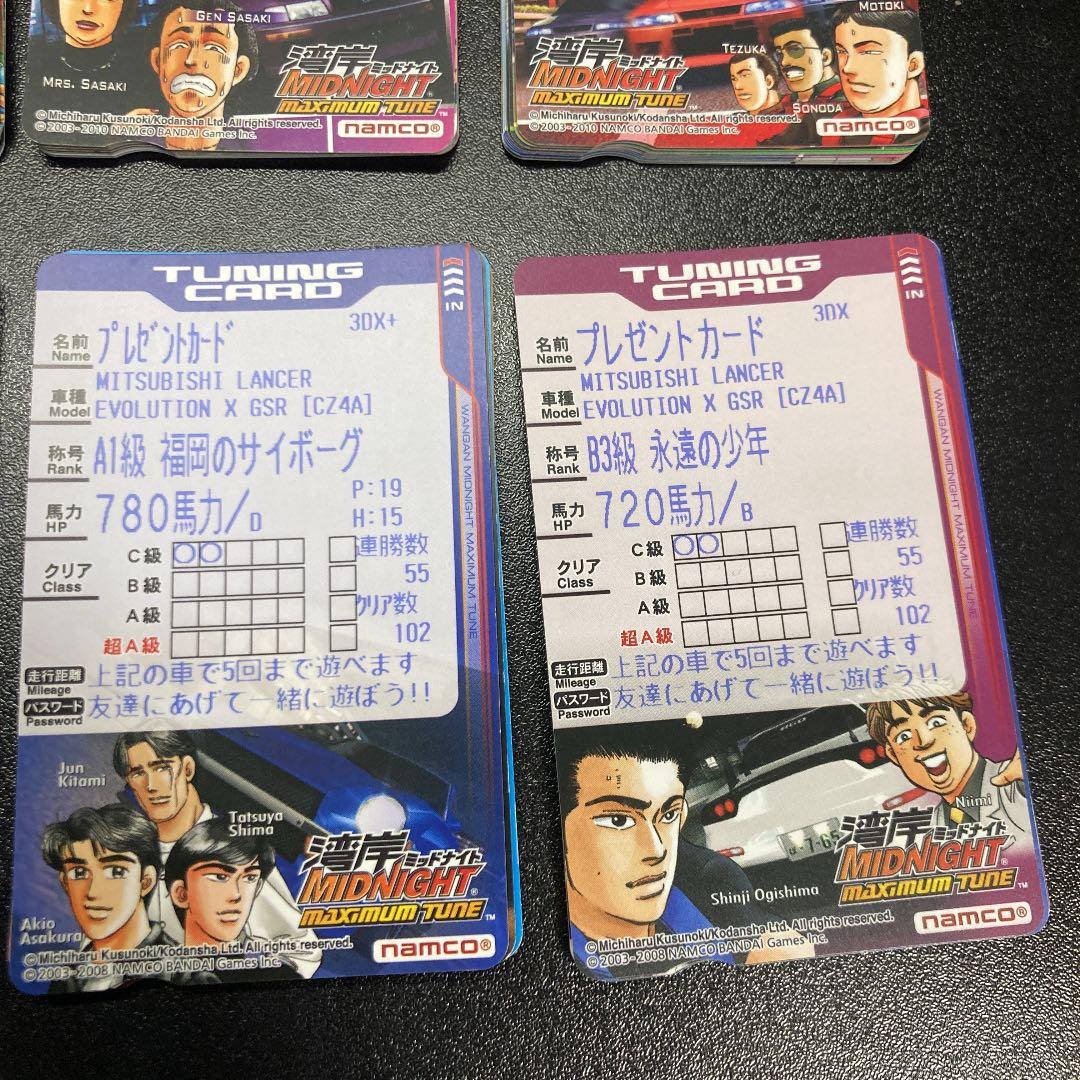 GEN SASAKI
MRS. SASAKI
湾岸 ミッドナイト
MIDNIGHT
MAXIMUM TUNE™
©Michiharu Kusunoki/Kodansha Ltd. All rights reserved.
© 2003-2010 NAMCO BANDAI Games Inc.
namco®
MOTOKI
TEZUKA
SONODA
湾岸 ミッドナイト
MIDNIGHT
MAXIMUM TUNE™
©Michiharu Kusunoki/Kodansha Ltd. All rights reserved.
© 2003-2010 NAMCO BANDAI Games Inc.
namco®
TUNING
CARD
IN
3DX+
名前 Name プレゼントカード
車種 Model MITSUBISHI LANCER
EVOLUTION X GSR [CZ4A]
称号 Rank A1級 福岡のサイボーグ
馬力 HP 780馬力/D
P:19
H:15
クリア Class
C級 ○○
B級
A級
超A級
連勝数
55
クリア数
102
走行距離 Mileage 上記の車で5回まで遊べます
パスワード Password 友達にあげて一緒に遊ぼう!!
WANGAN MIDNIGHT MAXIMUM TUNE
Jun Kitami
Tatsuya Shima
Akio Asakura
湾岸 ミッドナイト
MIDNIGHT®
MAXIMUM TUNE™
©Michiharu Kusunoki/Kodansha Ltd. All rights reserved.
© 2003-2008 NAMCO BANDAI Games Inc.
namco®
TUNING
CARD
IN
3DX
名前 Name プレゼントカード
車種 Model MITSUBISHI LANCER
EVOLUTION X GSR [CZ4A]
称号 Rank B3級 永遠の少年
馬力 HP 720馬力/B
クリア Class
C級 ○○
B級
A級
超A級
連勝数
55
クリア数
102
走行距離 Mileage 上記の車で5回まで遊べます
パスワード Password 友達にあげて一緒に遊ぼう!!
WANGAN MIDNIGHT MAXIMUM TUNE
Niimi
7-65
Shinji Ogishima
湾岸 ミッドナイト
MIDNIGHT®
MAXIMUM TUNE™
©Michiharu Kusunoki/Kodansha Ltd. All rights reserved.
© 2003-2008 NAMCO BANDAI Games Inc.
namco®